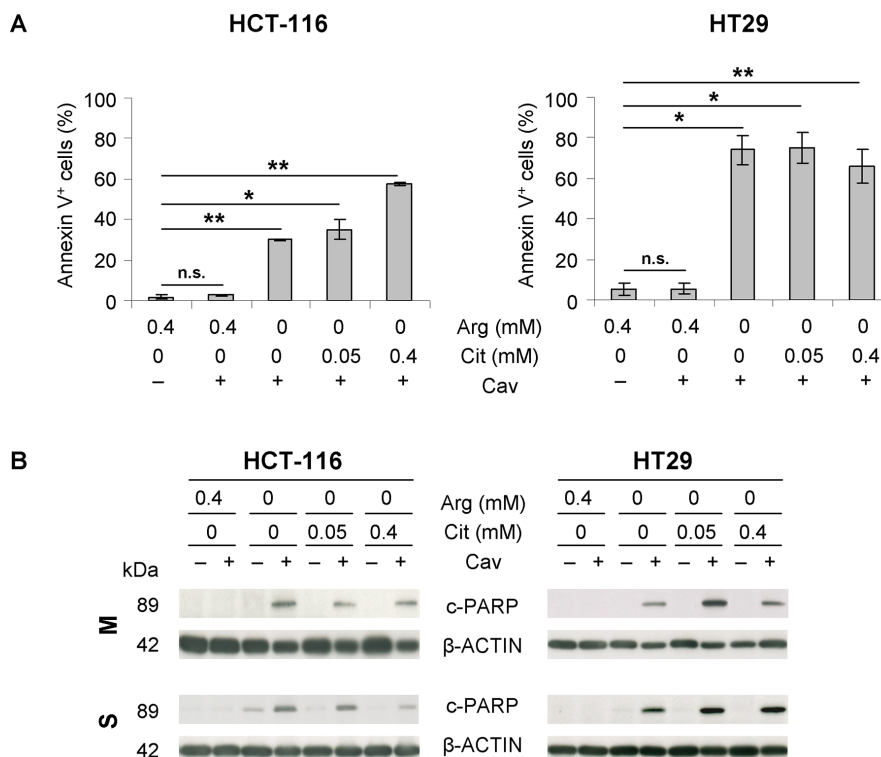 A
HCT-116
HT29
Annexin V⁺ cells (%)
100
80
60
40
20
0
**
*
**
n.s.
Annexin V⁺ cells (%)
100
80
60
40
20
0
**
*
*
n.s.
0.4 0.4 0 0 0 Arg (mM) 0.4 0.4 0 0 0
0 0 0 0.05 0.4 Cit (mM) 0 0 0 0.05 0.4
– + + + + Cav – + + + +
B
HCT-116
HT29
0.4 0 0 0 Arg (mM) 0.4 0 0 0
0 0 0.05 0.4 Cit (mM) 0 0 0.05 0.4
kDa – + – + – + – + Cav – + – + – + – +
M
89 c-PARP
42 β-ACTIN
S
89 c-PARP
42 β-ACTIN